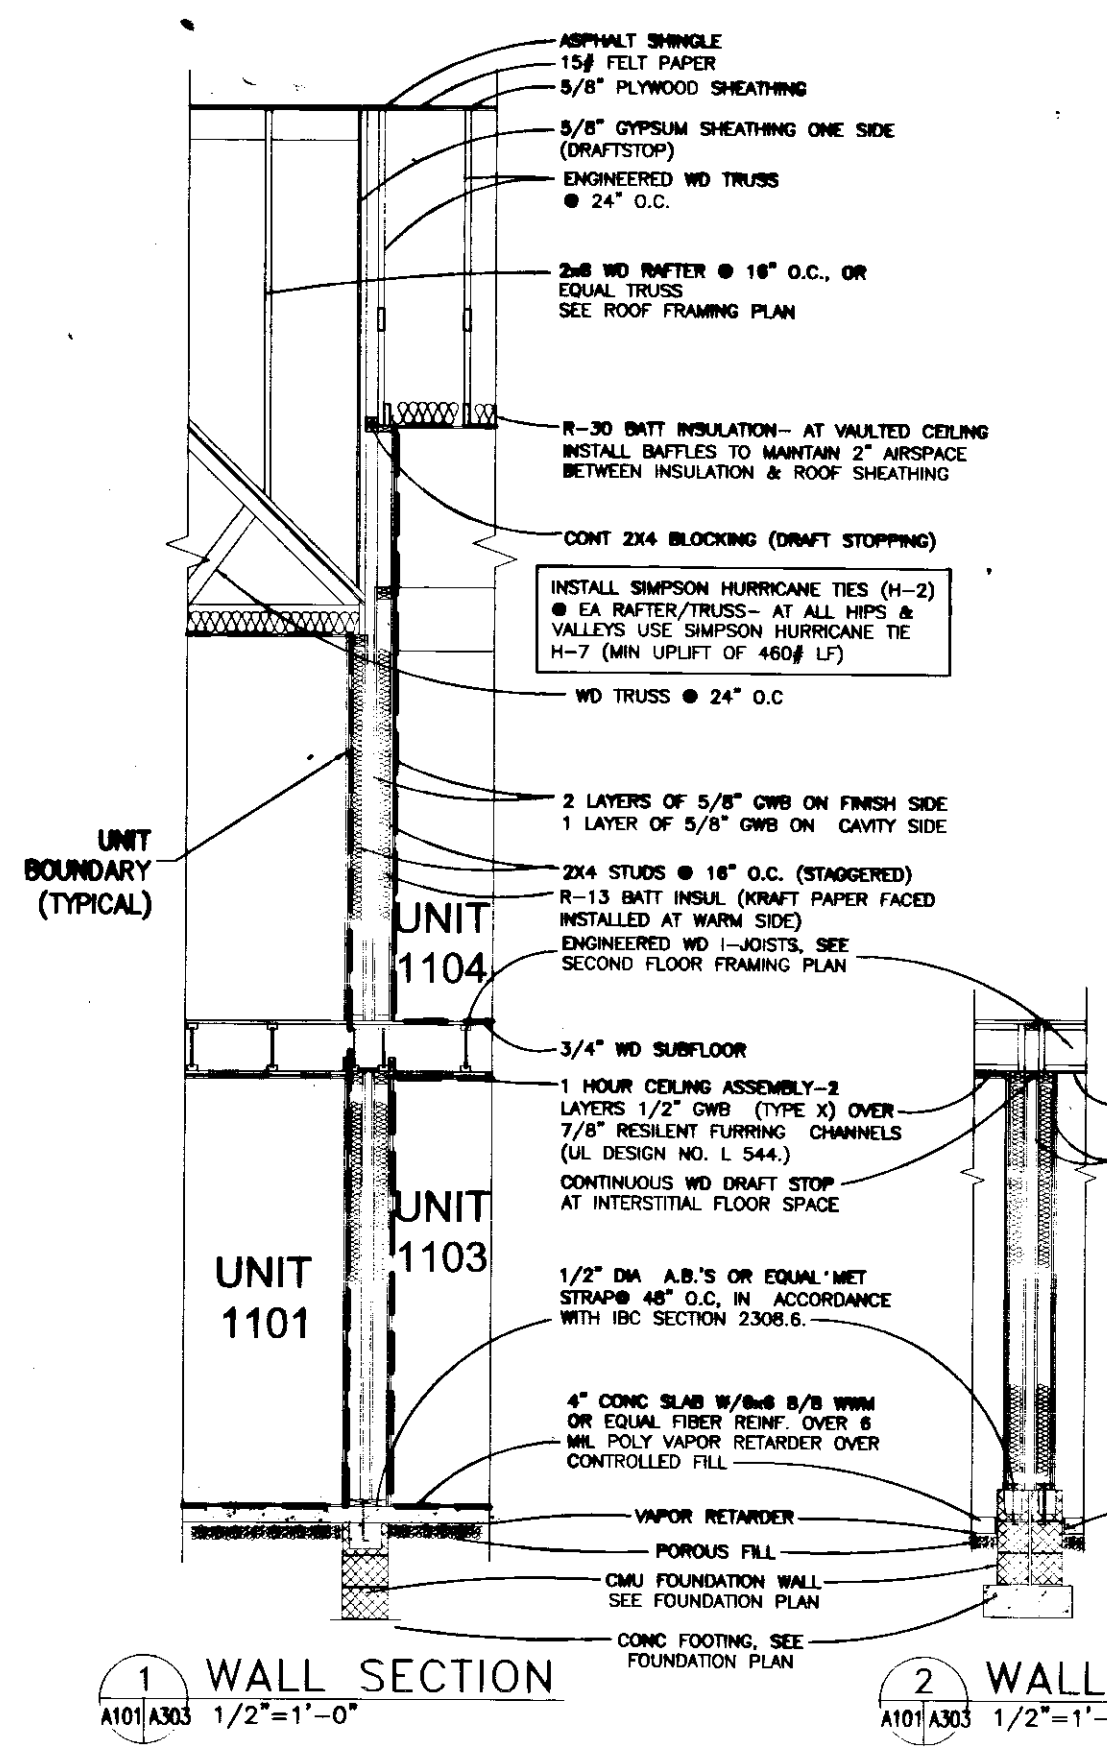 ASPHALT SHINGLE
15# FELT PAPER
5/8" PLYWOOD SHEATHING
5/8" GYPSUM SHEATHING ONE SIDE
(DRAFTSTOP)
ENGINEERED WD TRUSS
@ 24" O.C.
2x6 WD RAFTER @ 16" O.C., OR
EQUAL TRUSS
SEE ROOF FRAMING PLAN
R-30 BATT INSULATION- AT VAULTED CEILING
INSTALL BAFFLES TO MAINTAIN 2" AIRSPACE
BETWEEN INSULATION & ROOF SHEATHING
CONT 2X4 BLOCKING (DRAFT STOPPING)
INSTALL SIMPSON HURRICANE TIES (H-2)
@ EA RAFTER/TRUSS- AT ALL HIPS &
VALLEYS USE SIMPSON HURRICANE TIE
H-7 (MIN UPLIFT OF 460# LF)
WD TRUSS @ 24" O.C
2 LAYERS OF 5/8" GWB ON FINISH SIDE
1 LAYER OF 5/8" GWB ON CAVITY SIDE
UNIT
BOUNDARY
(TYPICAL)
2X4 STUDS @ 16" O.C. (STAGGERED)
R-13 BATT INSUL (KRAFT PAPER FACED
INSTALLED AT WARM SIDE)
UNIT
1104
ENGINEERED WD I-JOISTS, SEE
SECOND FLOOR FRAMING PLAN
3/4" WD SUBFLOOR
1 HOUR CEILING ASSEMBLY-2
LAYERS 1/2" GWB (TYPE X) OVER
7/8" RESILENT FURRING CHANNELS
(UL DESIGN NO. L 544.)
CONTINUOUS WD DRAFT STOP
AT INTERSTITIAL FLOOR SPACE
UNIT
1103
UNIT
1101
1/2" DIA A.B.'S OR EQUAL MET
STRAP@ 48" O.C, IN ACCORDANCE
WITH IBC SECTION 2308.6.
4" CONC SLAB W/6x6 8/8 WWM
OR EQUAL FIBER REINF. OVER 6
MIL POLY VAPOR RETARDER OVER
CONTROLLED FILL
VAPOR RETARDER
POROUS FILL
CMU FOUNDATION WALL
SEE FOUNDATION PLAN
CONC FOOTING, SEE
FOUNDATION PLAN
1 WALL SECTION
A101 A303 1/2"=1'-0"
2 WALL
A101 A303 1/2"=1'-